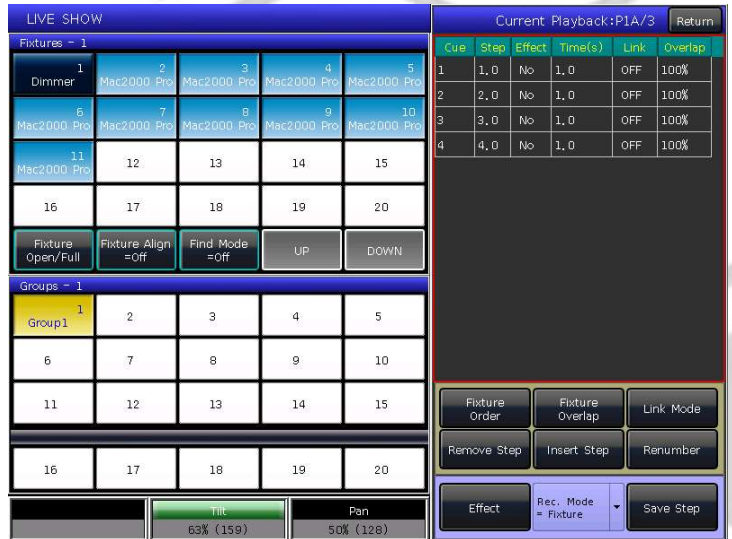 LIVE SHOW
Fixtures - 1
1
Dimmer
2
Mac2000 Pro
3
Mac2000 Pro
4
Mac2000 Pro
5
Mac2000 Pro
6
Mac2000 Pro
7
Mac2000 Pro
8
Mac2000 Pro
9
Mac2000 Pro
10
Mac2000 Pro
11
Mac2000 Pro
12
13
14
15
16
17
18
19
20
Fixture
Open/Full
Fixture Align
=Off
Find Mode
=Off
UP
DOWN
Groups - 1
1
Group1
2
3
4
5
6
7
8
9
10
11
12
13
14
15
16
17
18
19
20
Tilt
63% (159)
Pan
50% (128)
Current Playback:P1A/3
Return
Cue Step Effect Time(s) Link Overlap
1 1.0 No 1.0 OFF 100%
2 2.0 No 1.0 OFF 100%
3 3.0 No 1.0 OFF 100%
4 4.0 No 1.0 OFF 100%
Fixture
Order
Fixture
Overlap
Link Mode
Remove Step
Insert Step
Renumber
Effect
Rec. Mode
= Fixture
Save Step